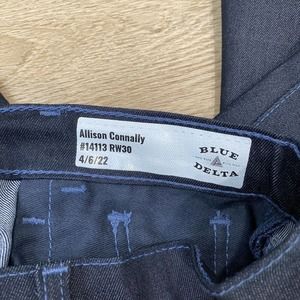 Allison Connally
#14113 RW30
4/6/22
BLUE
DELTA